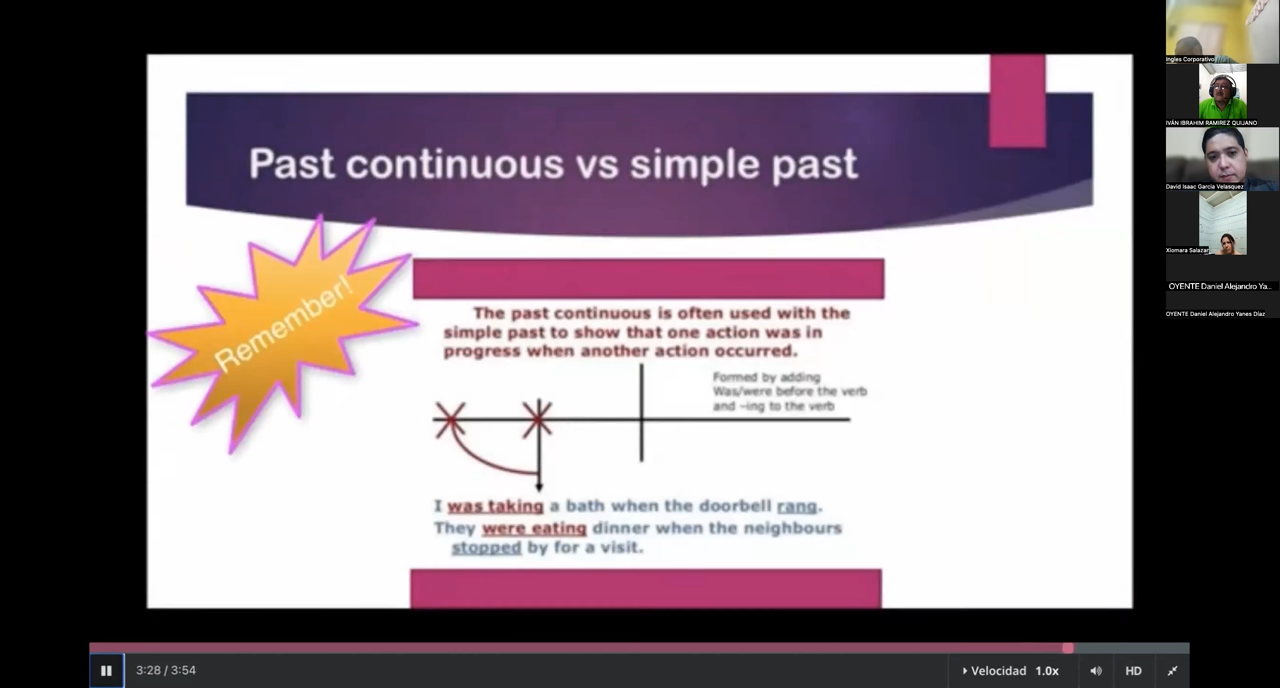 Past continuous vs simple past
Remember!
The past continuous is often used with the
simple past to show that one action was in
progress when another action occurred.
Formed by adding
Was/were before the verb
and -ing to the verb
I was taking a bath when the doorbell rang.
They were eating dinner when the neighbours
stopped by for a visit.
3:28 / 3:54
Velocidad 1.0x
HD
Ingles Corporativo
IVÁN IBRAHIM RAMIREZ QUIJANO
David Isaac Garcia Velasquez
Xiomara Salazar
OYENTE Daniel Alejandro Ya...
OYENTE Daniel Alejandro Yanes Díaz